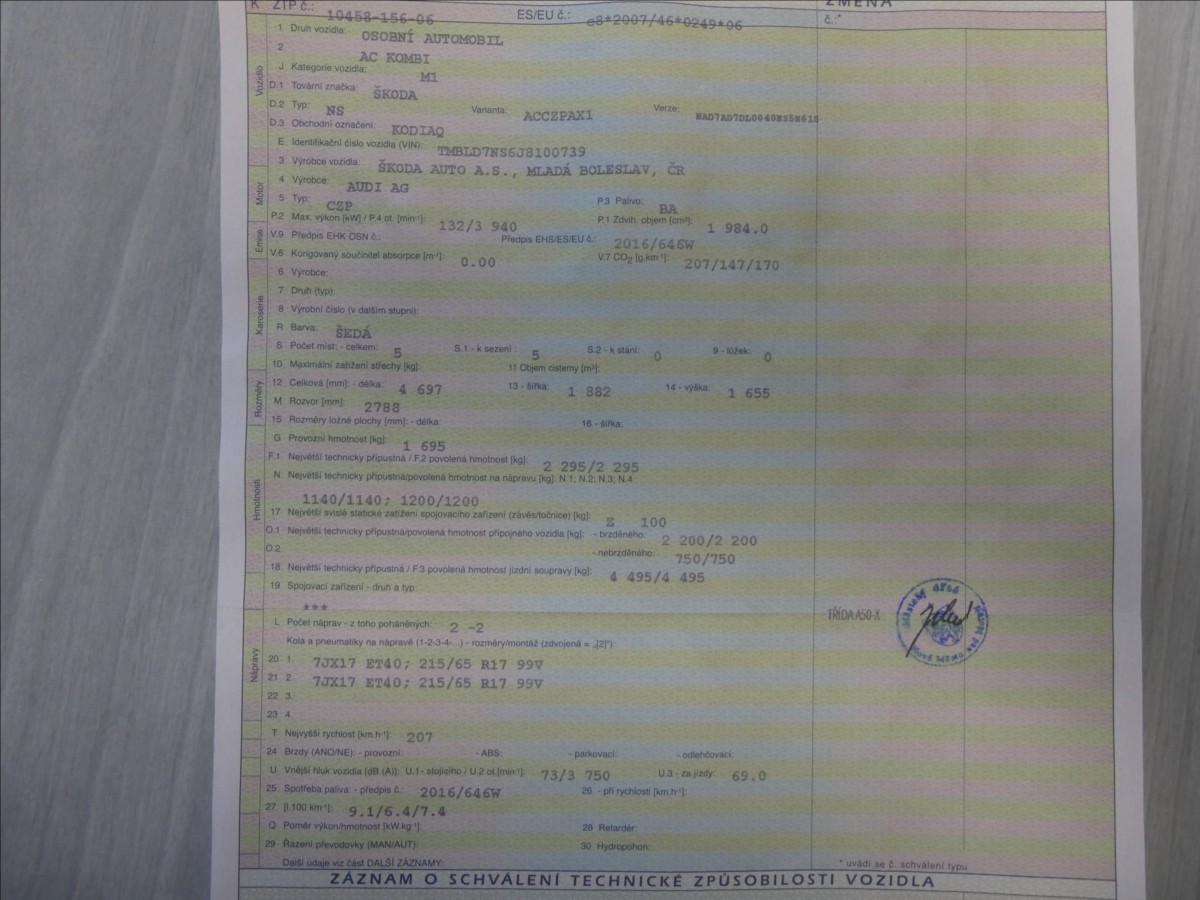 K ZTP č.: 10458-156-06 ES/EU č.: e8*2007/46*0249*06 ZMĚNA
č.:*
1 Druh vozidla: OSOBNÍ AUTOMOBIL
2 AC KOMBI
J Kategorie vozidla: M1
D.1 Tovární značka: ŠKODA
D.2 Typ: NS Varianta: ACCZPAX1 Verze:
D.3 Obchodní označení: KODIAQ
E Identifikační číslo vozidla (VIN): TMBLD7NS6J8100739
3 Výrobce vozidla: ŠKODA AUTO A.S., MLADÁ BOLESLAV, ČR
4 Výrobce: AUDI AG
5 Typ: CZP P.3 Palivo: BA
P.2 Max. výkon [kW] / P.4 ot. [min⁻¹]: 132/3 940 P.1 Zdvih. objem [cm³]: 1 984.0
V.9 Předpis EHK OSN č.: Předpis EHS/ES/EU č.: 2016/646W
V.6 Korigovaný součinitel absorpce [m⁻¹]: 0.00 V.7 CO₂ [g.km⁻¹]: 207/147/170
6 Výrobce:
7 Druh (typ):
8 Výrobní číslo (v dalším stupni):
R Barva: ŠEDÁ
S Počet míst: - celkem: 5 S.1 - k sezení : 5 S.2 - k stání: 0 9 - lůžek: 0
10 Maximální zatížení střechy [kg]: 11 Objem cisterny [m³]:
12 Celková [mm]: - délka: 4 697 13 - šířka: 1 882 14 - výška: 1 655
M Rozvor [mm]: 2788
15 Rozměry ložné plochy [mm]: - délka: 16 - šířka:
G Provozní hmotnost [kg]: 1 695
F.1 Největší technicky přípustná / F.2 povolená hmotnost [kg]: 2 295/2 295
N Největší technicky přípustná/povolená hmotnost na nápravu [kg]: N.1; N.2; N.3; N.4
1140/1140; 1200/1200
17 Největší svislé statické zatížení spojovacího zařízení (závěs/točnice) [kg]: Z 100
O.1 Největší technicky přípustná/povolená hmotnost přípojného vozidla [kg]: - brzděného: 2 200/2 200
O.2 - nebrzděného: 750/750
18 Největší technicky přípustná / F.3 povolená hmotnost jízdní soupravy [kg]: 4 495/4 495
19 Spojovací zařízení - druh a typ:
***
TŘÍDA A50-X
L Počet náprav - z toho poháněných: 2 -2
Kola a pneumatiky na nápravě (1-2-3-4-...) - rozměry/montáž (zdvojená = „[2]"):
20 1. 7JX17 ET40; 215/65 R17 99V
21 2. 7JX17 ET40; 215/65 R17 99V
22 3.
23 4.
T Nejvyšší rychlost [km.h⁻¹]: 207
24 Brzdy (ANO/NE): - provozní: - ABS: - parkovací: - odlehčovací:
U Vnější hluk vozidla [dB (A)]: U.1 - stojícího / U.2 ot.[min⁻¹]: 73/3 750 U.3 - za jízdy: 69.0
25 Spotřeba paliva: - předpis č.: 2016/646W 26 - při rychlosti [km.h⁻¹]:
27 [l.100 km⁻¹]: 9.1/6.4/7.4
Q Poměr výkon/hmotnost [kW.kg⁻¹]: 28 Retardér:
29 Řazení převodovky (MAN/AUT): 30 Hydropohon:
Další údaje viz část DALŠÍ ZÁZNAMY: * uvádí se č. schválení typu
ZÁZNAM O SCHVÁLENÍ TECHNICKÉ ZPŮSOBILOSTI VOZIDLA
Vozidlo
Motor
Emise
Karoserie
Rozměry
Hmotnosti
Nápravy